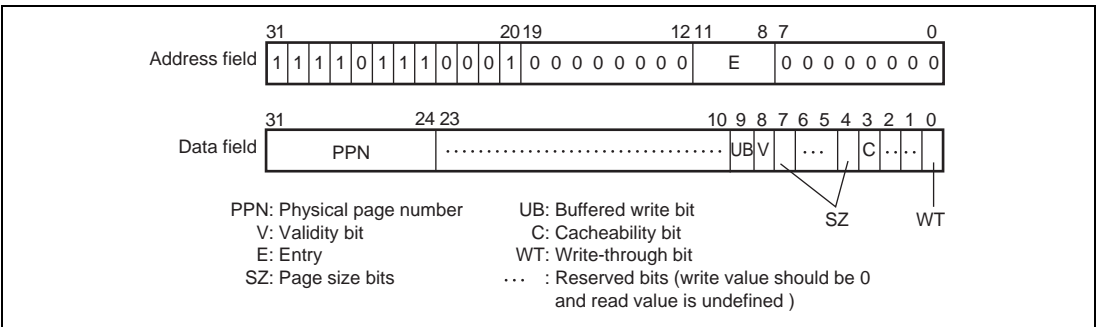 31 20 19 12 11 8 7 0
Address field 1 1 1 1 0 1 1 1 0 0 0 1 0 0 0 0 0 0 0 0 E 0 0 0 0 0 0 0 0
31 24 23 10 9 8 7 6 5 4 3 2 1 0
Data field PPN UB V ... C
SZ WT
PPN: Physical page number UB: Buffered write bit
V: Validity bit C: Cacheability bit
E: Entry WT: Write-through bit
SZ: Page size bits ... : Reserved bits (write value should be 0
and read value is undefined )